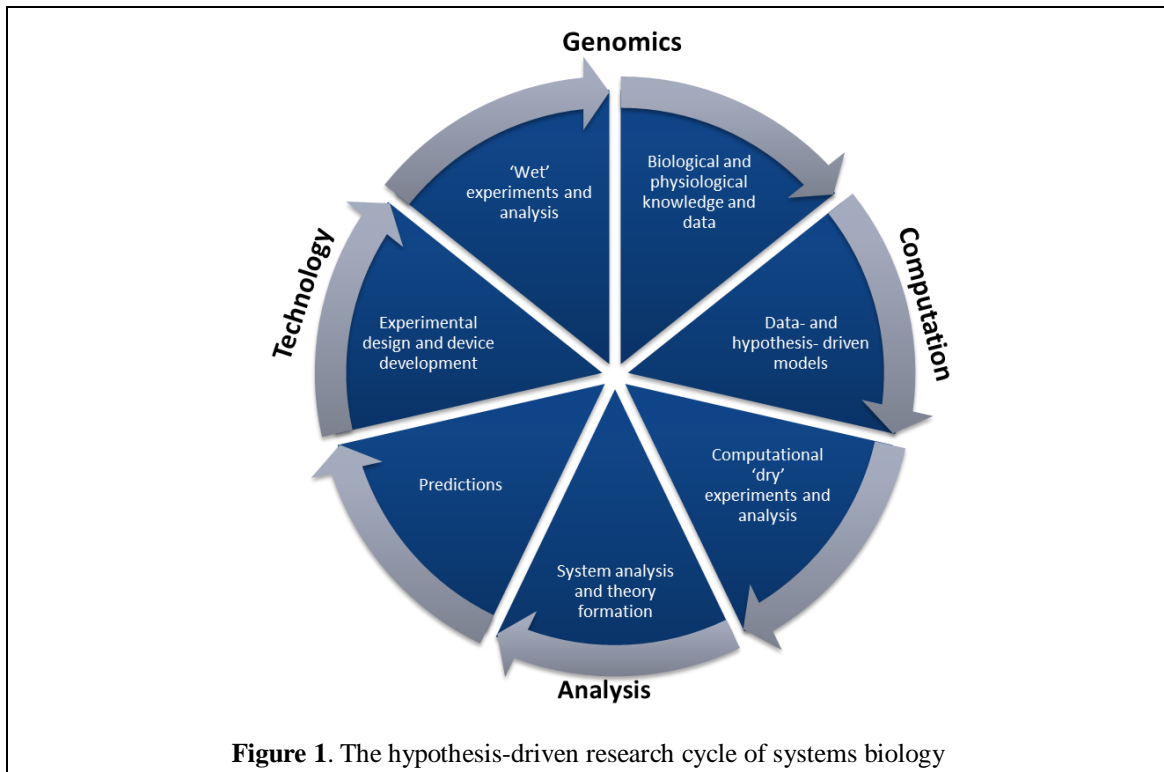 Genomics
Biological and
physiological
knowledge and
data
Computation
Data- and
hypothesis- driven
models
Computational
‘dry’
experiments and
analysis
System analysis
and theory
formation
Analysis
Predictions
Experimental
design and device
development
Technology
‘Wet’
experiments and
analysis
Figure 1. The hypothesis-driven research cycle of systems biology